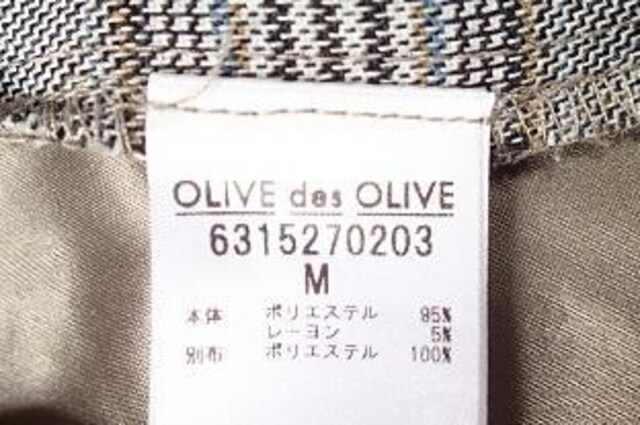 OLIVE des OLIVE
6315270203
M
本体 ポリエステル 95%
レーヨン 5%
別布 ポリエステル 100%